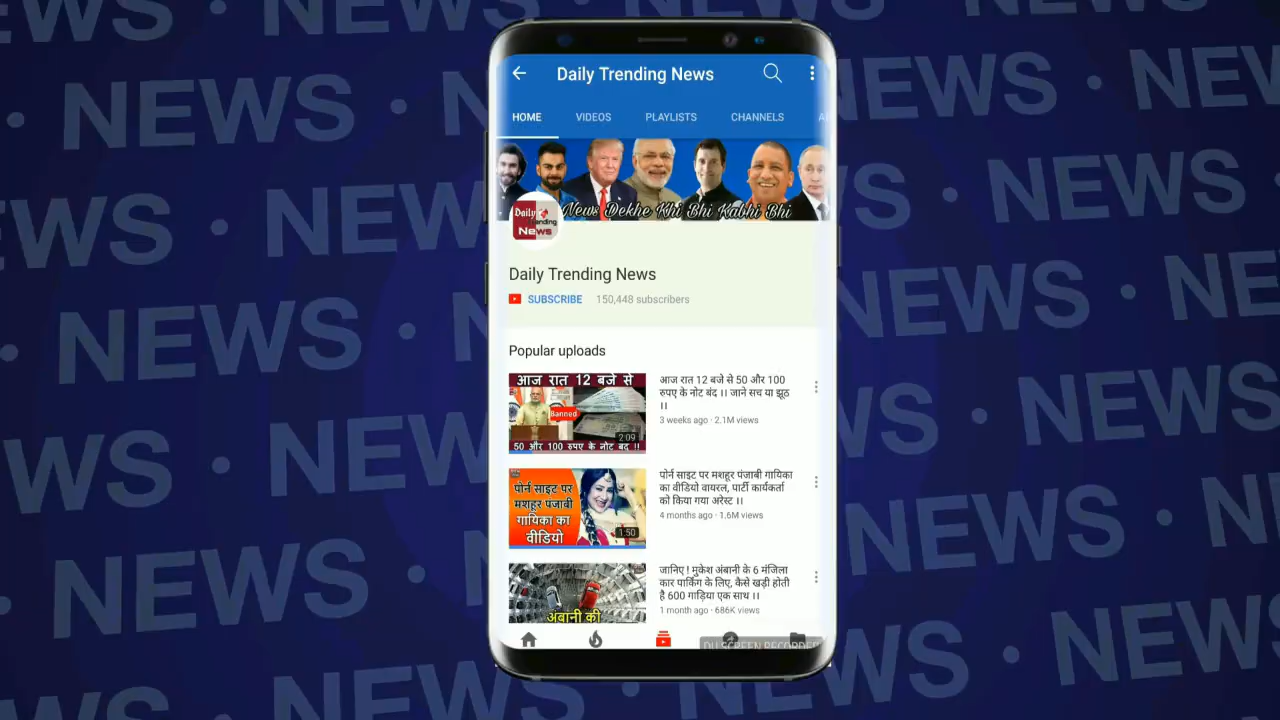 NEWS • NEWS • NEWS
Daily Trending News
HOME VIDEOS PLAYLISTS CHANNELS
News Dekhe Khi Bhi Kabhi Bhi
Daily
Trending
News
Daily Trending News
SUBSCRIBE 150,448 subscribers
Popular uploads
आज रात 12 बजे से
Banned
2:09
50 और 100 रुपए के नोट बंद !!
आज रात 12 बजे से 50 और 100
रुपए के नोट बंद ।। जाने सच या झूठ
।।
3 weeks ago · 2.1M views
पोर्न साइट पर
मशहूर पंजाबी
गायिका का
वीडियो
1:50
पोर्न साइट पर मशहूर पंजाबी गायिका
का वीडियो वायरल, पार्टी कार्यकर्ता
को किया गया अरेस्ट ।।
4 months ago · 1.6M views
अंबानी की
जानिए ! मुकेश अंबानी के 6 मंजिला
कार पार्किंग के लिए, कैसे खड़ी होती
है 600 गाड़िया एक साथ ।।
1 month ago · 686K views
DU SCREEN RECORDER